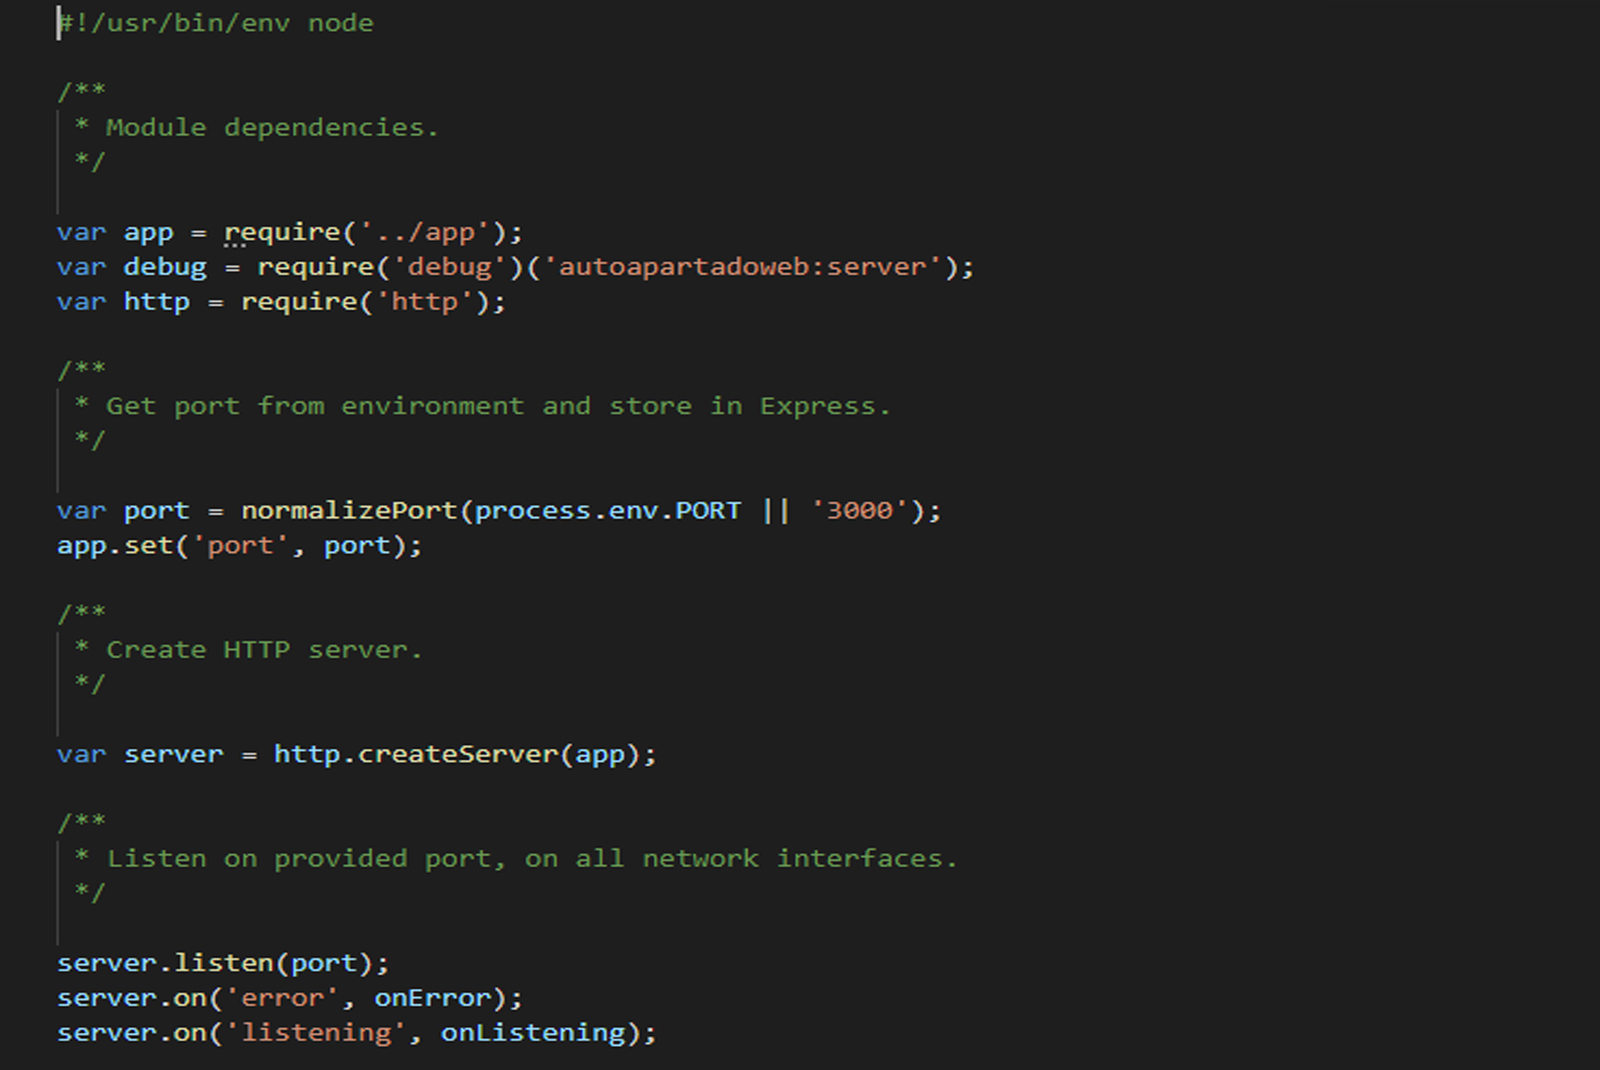 #!/usr/bin/env node
/**
* Module dependencies.
*/
var app = require('../app');
var debug = require('debug')('autoapartadoweb:server');
var http = require('http');
/**
* Get port from environment and store in Express.
*/
var port = normalizePort(process.env.PORT || '3000');
app.set('port', port);
/**
* Create HTTP server.
*/
var server = http.createServer(app);
/**
* Listen on provided port, on all network interfaces.
*/
server.listen(port);
server.on('error', onError);
server.on('listening', onListening);